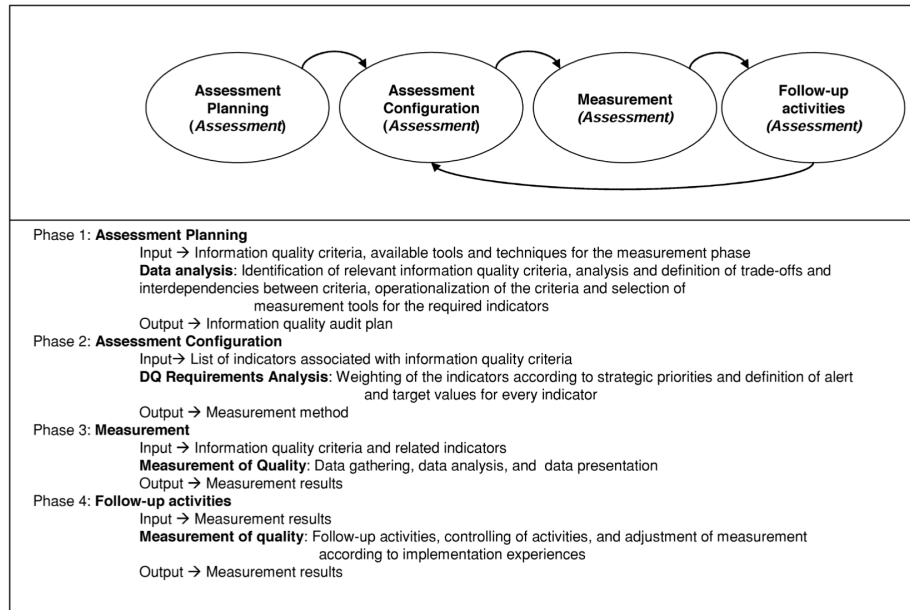 Assessment
Planning
(Assessment)
Assessment
Configuration
(Assessment)
Measurement
(Assessment)
Follow-up
activities
(Assessment)
Phase 1: Assessment Planning
Input → Information quality criteria, available tools and techniques for the measurement phase
Data analysis: Identification of relevant information quality criteria, analysis and definition of trade-offs and
interdependencies between criteria, operationalization of the criteria and selection of
measurement tools for the required indicators
Output → Information quality audit plan
Phase 2: Assessment Configuration
Input→ List of indicators associated with information quality criteria
DQ Requirements Analysis: Weighting of the indicators according to strategic priorities and definition of alert
and target values for every indicator
Output → Measurement method
Phase 3: Measurement
Input → Information quality criteria and related indicators
Measurement of Quality: Data gathering, data analysis, and data presentation
Output → Measurement results
Phase 4: Follow-up activities
Input → Measurement results
Measurement of quality: Follow-up activities, controlling of activities, and adjustment of measurement
according to implementation experiences
Output → Measurement results